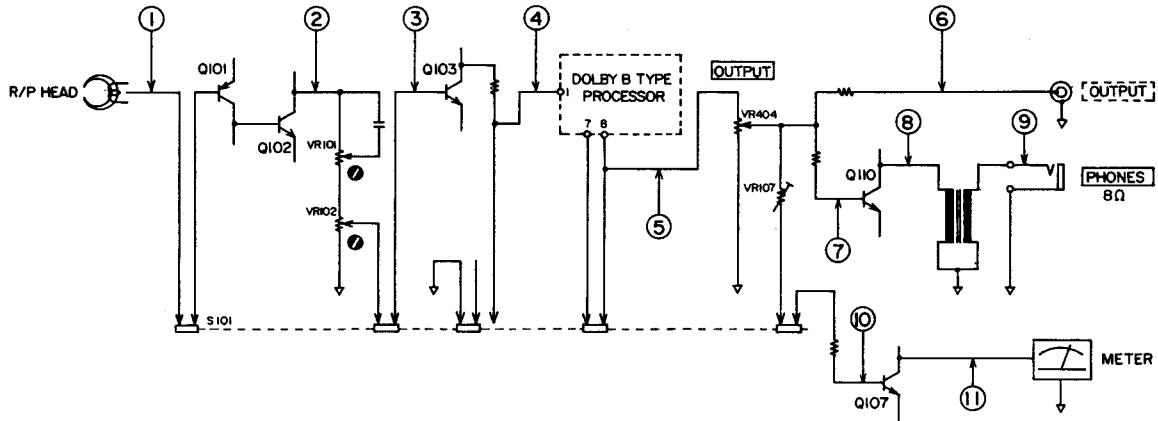 1
2
3
4
6
R/P HEAD
Q101
Q102
VR101
VR102
Q103
1
DOLBY B TYPE
PROCESSOR
7 8
5
OUTPUT
VR404
VR107
7
Q110
8
9
OUTPUT
PHONES
8Ω
S101
10
Q107
11
METER